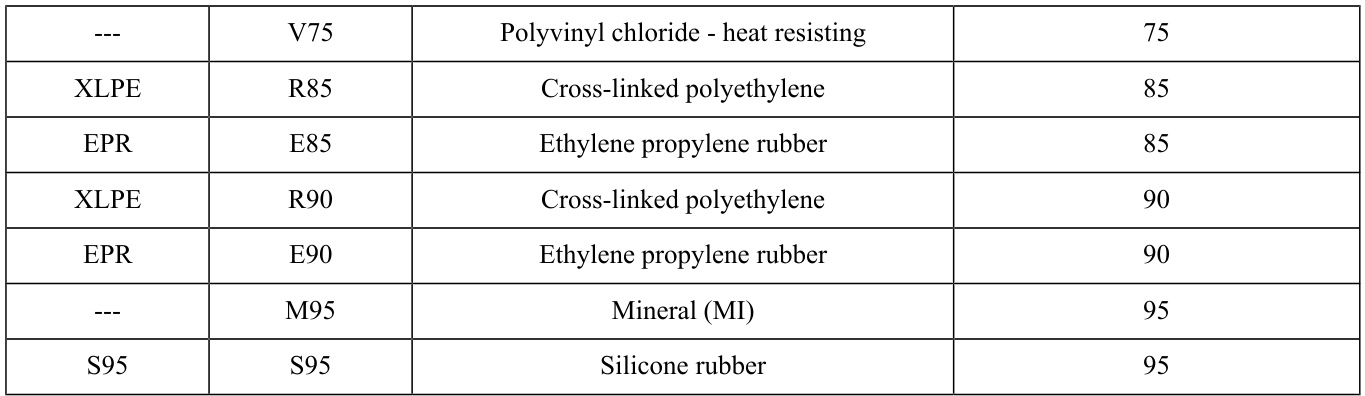 --- V75 Polyvinyl chloride - heat resisting 75
XLPE R85 Cross-linked polyethylene 85
EPR E85 Ethylene propylene rubber 85
XLPE R90 Cross-linked polyethylene 90
EPR E90 Ethylene propylene rubber 90
--- M95 Mineral (MI) 95
S95 S95 Silicone rubber 95